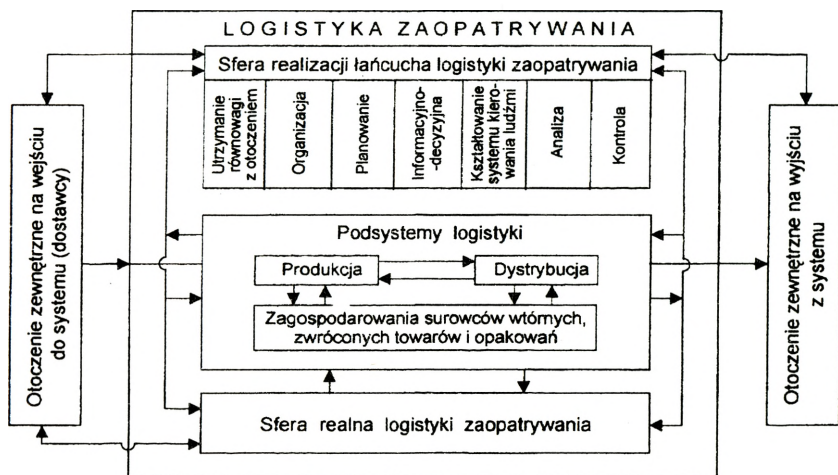 LOGISTYKA ZAOPATRYWANIA
Sfera realizacji łańcucha logistyki zaopatrywania
Utrzymanie
równowagi
z otoczeniem
Organizacja
Planowanie
Informacyjno-
-decyzyjna
Kształtowanie
systemu kiero-
wania ludźmi
Analiza
Kontrola
Otoczenie zewnętrzne na wejściu
do systemu (dostawcy)
Podsystemy logistyki
Produkcja
Dystrybucja
Zagospodarowania surowców wtórnych,
zwróconych towarów i opakowań
Sfera realna logistyki zaopatrywania
Otoczenie zewnętrzne na wyjściu
z systemu